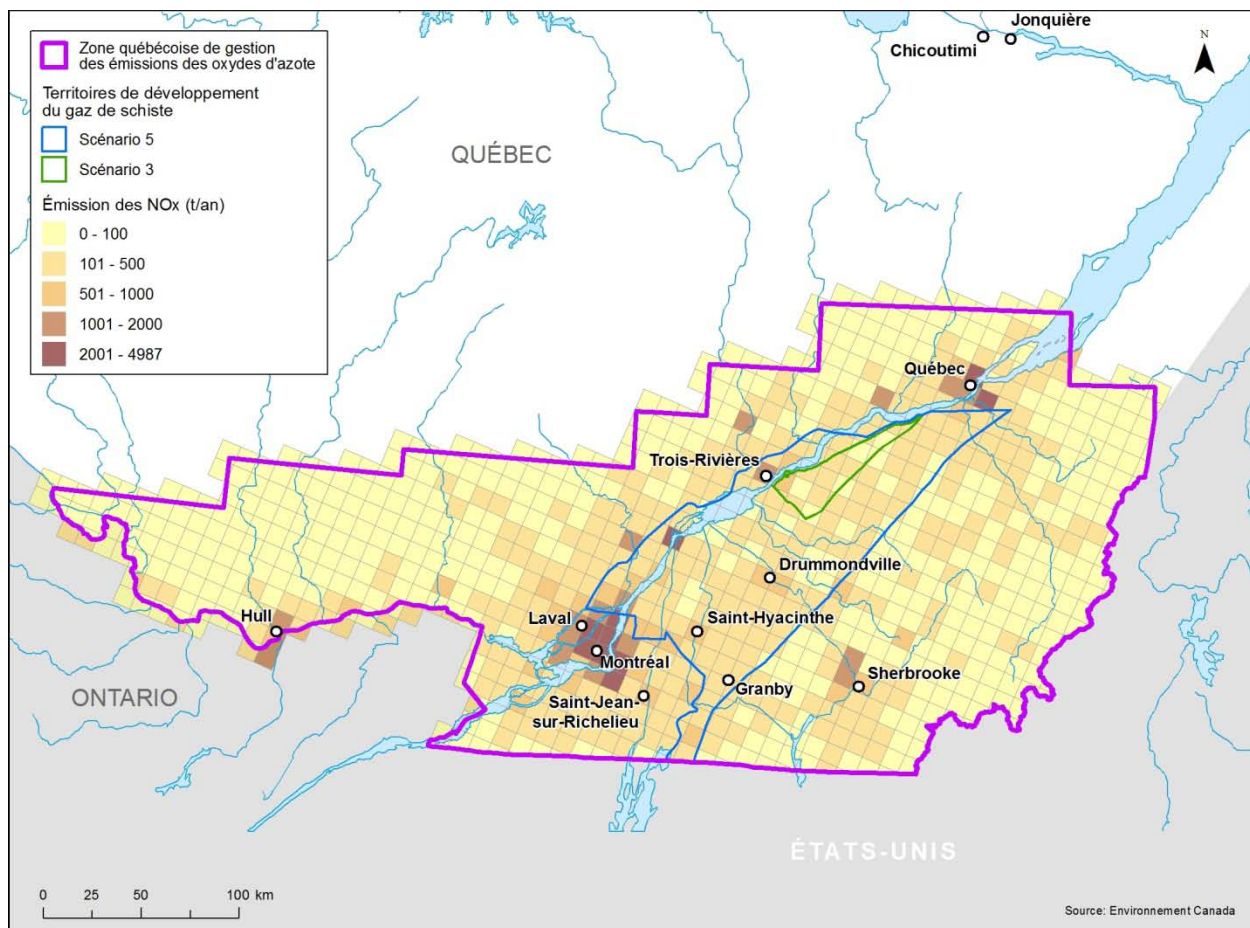 Zone québécoise de gestion
des émissions des oxydes d'azote
Territoires de développement
du gaz de schiste
Scénario 5
Scénario 3
Émission des NOx (t/an)
0 - 100
101 - 500
501 - 1000
1001 - 2000
2001 - 4987
Jonquière
Chicoutimi
N
QUÉBEC
Québec
Trois-Rivières
Drummondville
Hull
Laval
Saint-Hyacinthe
Montréal
Sherbrooke
Granby
Saint-Jean-
sur-Richelieu
ONTARIO
ÉTATS-UNIS
0 25 50 100 km
Source: Environnement Canada